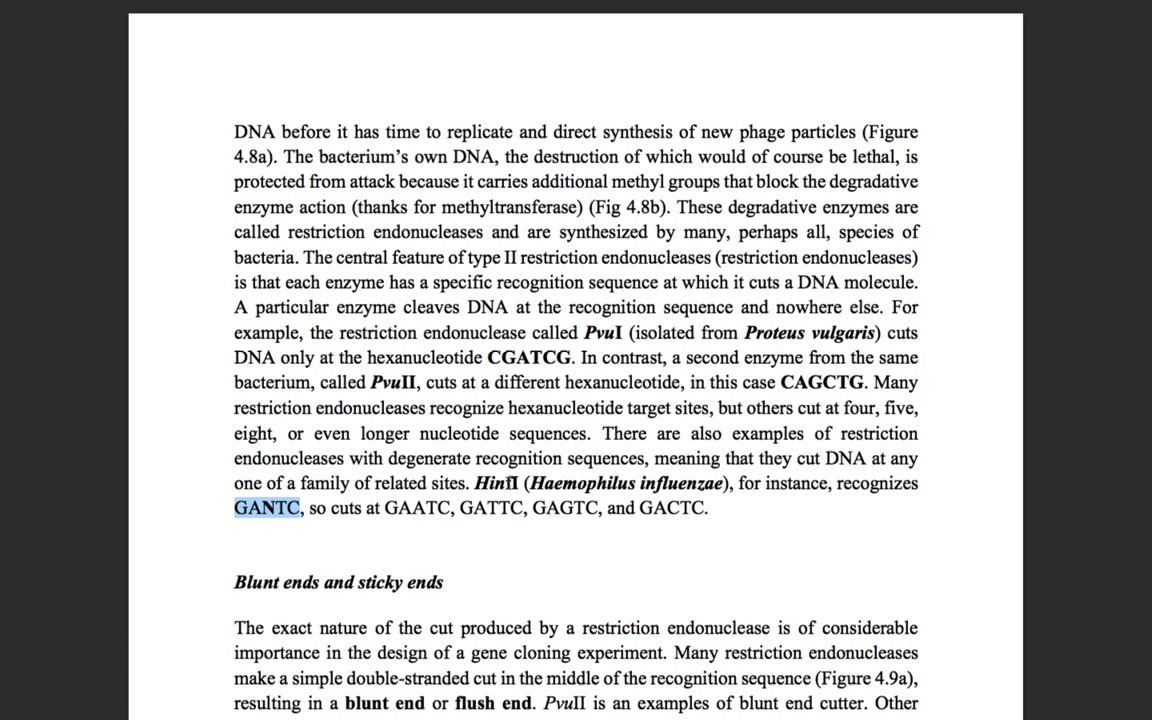 DNA before it has time to replicate and direct synthesis of new phage particles (Figure
4.8a). The bacterium’s own DNA, the destruction of which would of course be lethal, is
protected from attack because it carries additional methyl groups that block the degradative
enzyme action (thanks for methyltransferase) (Fig 4.8b). These degradative enzymes are
called restriction endonucleases and are synthesized by many, perhaps all, species of
bacteria. The central feature of type II restriction endonucleases (restriction endonucleases)
is that each enzyme has a specific recognition sequence at which it cuts a DNA molecule.
A particular enzyme cleaves DNA at the recognition sequence and nowhere else. For
example, the restriction endonuclease called PvuI (isolated from Proteus vulgaris) cuts
DNA only at the hexanucleotide CGATCG. In contrast, a second enzyme from the same
bacterium, called PvuII, cuts at a different hexanucleotide, in this case CAGCTG. Many
restriction endonucleases recognize hexanucleotide target sites, but others cut at four, five,
eight, or even longer nucleotide sequences. There are also examples of restriction
endonucleases with degenerate recognition sequences, meaning that they cut DNA at any
one of a family of related sites. HinfI (Haemophilus influenzae), for instance, recognizes
GANTC, so cuts at GAATC, GATTC, GAGTC, and GACTC.
Blunt ends and sticky ends
The exact nature of the cut produced by a restriction endonuclease is of considerable
importance in the design of a gene cloning experiment. Many restriction endonucleases
make a simple double-stranded cut in the middle of the recognition sequence (Figure 4.9a),
resulting in a blunt end or flush end. PvuII is an examples of blunt end cutter. Other